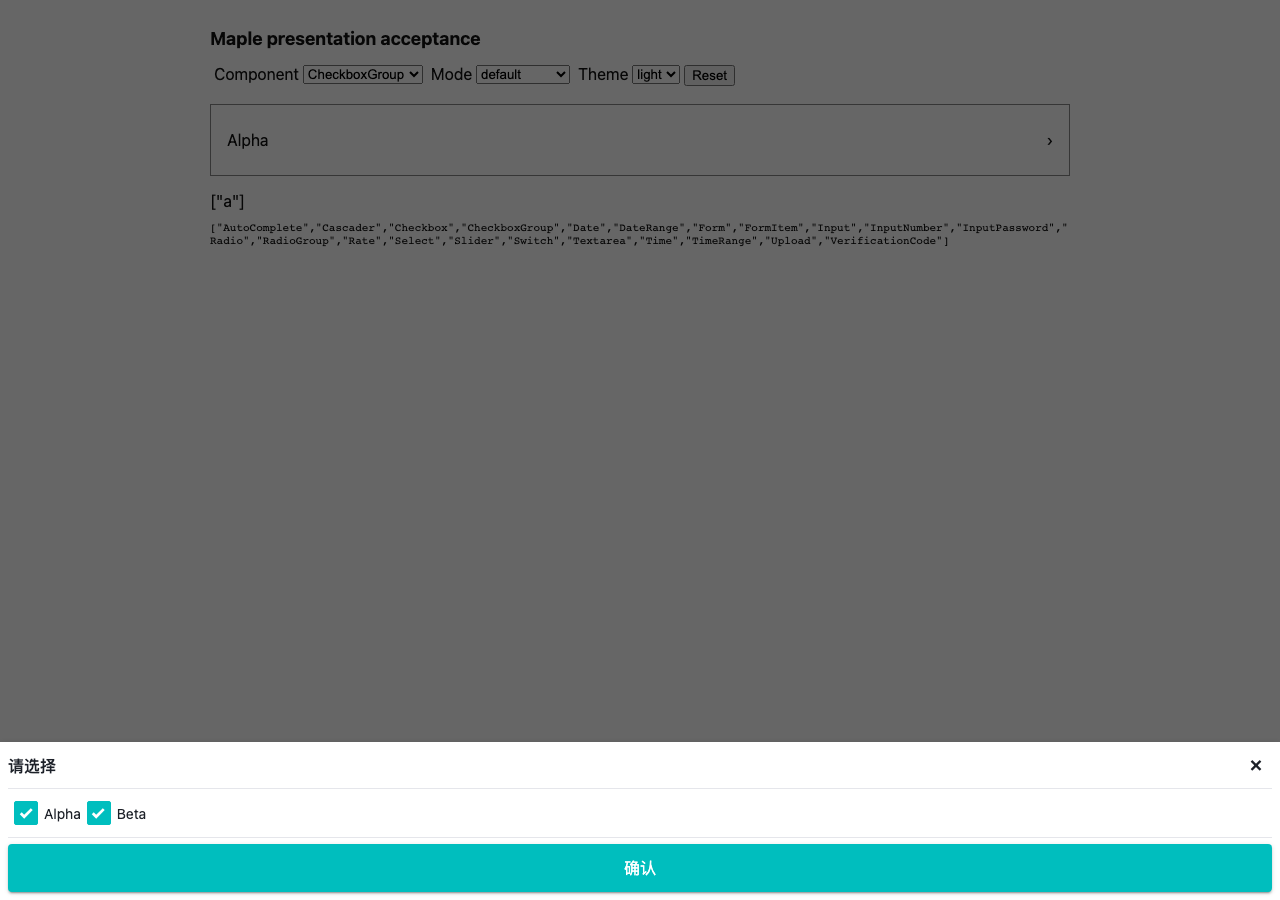 Maple presentation acceptance
Component CheckboxGroup Mode default Theme light Reset
Alpha ›
["a"]
["AutoComplete","Cascader","Checkbox","CheckboxGroup","Date","DateRange","Form","FormItem","Input","InputNumber","InputPassword","
Radio","RadioGroup","Rate","Select","Slider","Switch","Textarea","Time","TimeRange","Upload","VerificationCode"]
请选择 ×
Alpha Beta
确认